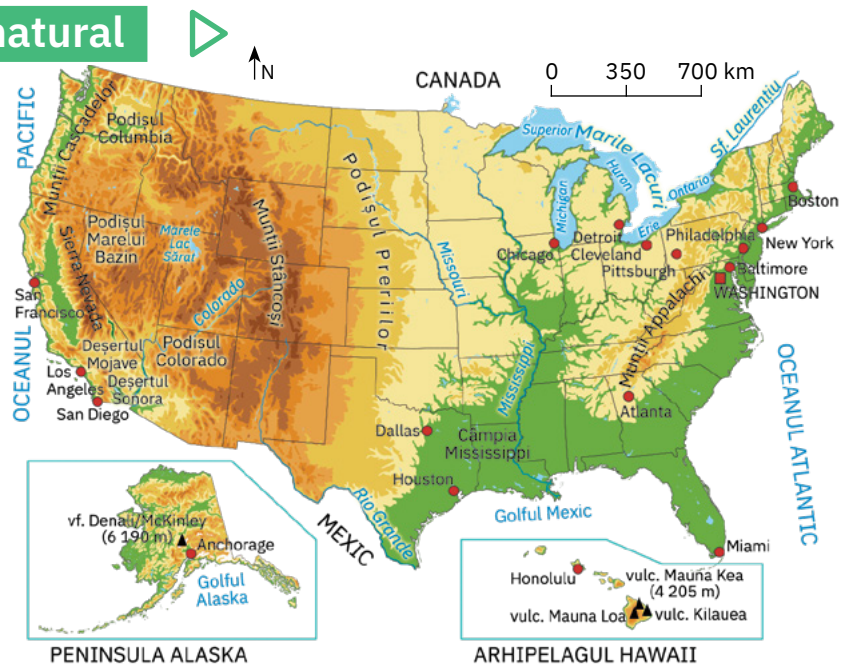 natural
N
CANADA
0 350 700 km
PACIFIC
OCEANUL
Munții Cascadelor
Podișul
Columbia
Podișul
Marelui
Bazin
Marele
Lac
Sărat
Sierra Nevada
Munții Stâncoși
Podișul Preriilor
Colorado
Podișul
Colorado
Deșertul
Mojave
Deșertul
Sonora
San
Francisco
Los
Angeles
San Diego
Missouri
Mississippi
Superior
Marile Lacuri
Michigan
Huron
Erie
Ontario
Sf. Laurențiu
Boston
New York
Philadelphia
Baltimore
WASHINGTON
Chicago
Detroit
Cleveland
Pittsburgh
Munții Appalachi
Atlanta
Dallas
Câmpia
Mississippi
Houston
Rio Grande
MEXIC
Golful Mexic
OCEANUL ATLANTIC
Miami
vf. Denali/McKinley
(6 190 m)
Anchorage
Golful
Alaska
PENINSULA ALASKA
Honolulu
vulc. Mauna Kea
(4 205 m)
vulc. Mauna Loa
vulc. Kilauea
ARHIPELAGUL HAWAII